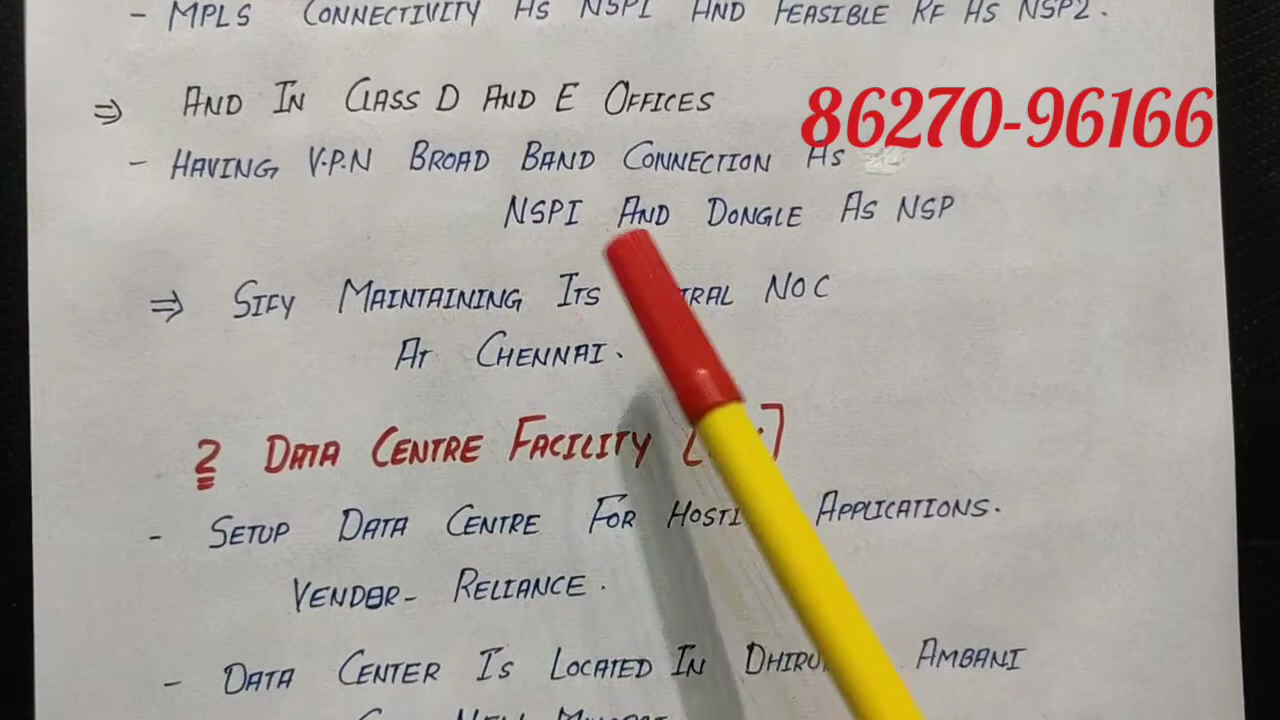 - MPLS CONNECTIVITY AS NSPI AND FEASIBLE RF AS NSP2.
⇒ AND IN CLASS D AND E OFFICES
86270-96166
- HAVING V.P.N BROAD BAND CONNECTION AS
NSPI AND DONGLE AS NSP
⇒ SIFY MAINTAINING ITS NOC
AT CHENNAI.
2 DATA CENTRE FACILITY
- SETUP DATA CENTRE FOR APPLICATIONS.
VENDOR- RELIANCE.
- DATA CENTER IS LOCATED IN AMBANI